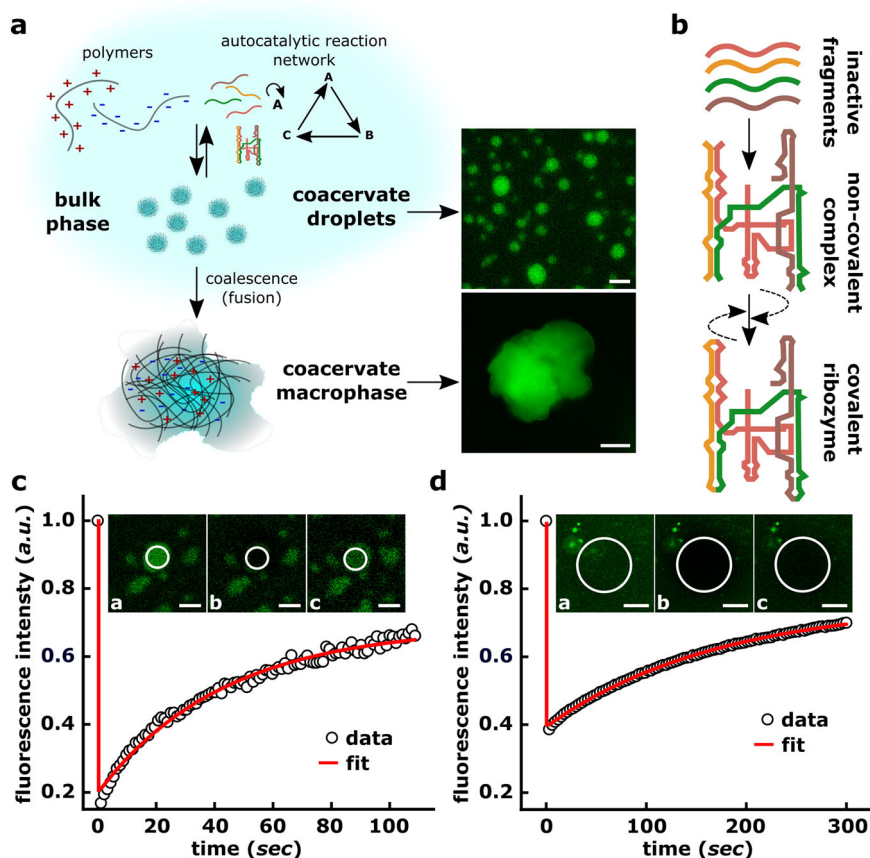 a
polymers
autocatalytic reaction
network
+ + + + + + + +
- - - - - - - -
A
A
C
B
bulk
phase
coacervate
droplets
coalescence
(fusion)
coacervate
macrophase
b
inactive
fragments
non-covalent
complex
covalent
ribozyme
c
fluorescence intensty (a.u.)
1.0
0.8
0.6
0.4
0.2
a
b
c
data
fit
0
20
40
60
80
100
time (sec)
d
fluorescence intensty (a.u.)
1.0
0.8
0.6
0.4
0.2
a
b
c
data
fit
0
100
200
300
time (sec)